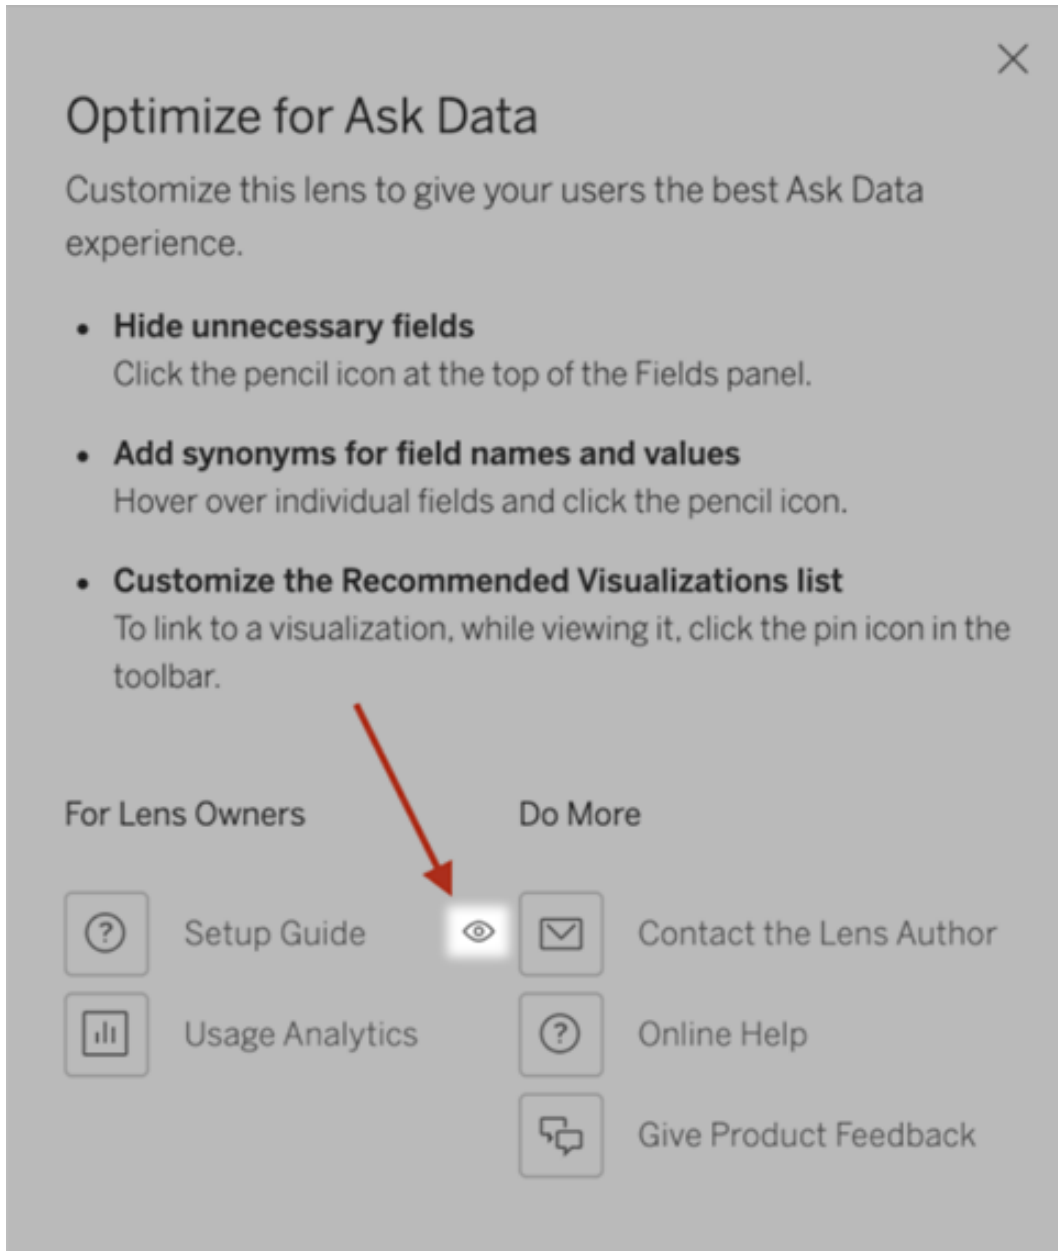 Optimize for Ask Data
Customize this lens to give your users the best Ask Data
experience.
• Hide unnecessary fields
Click the pencil icon at the top of the Fields panel.
• Add synonyms for field names and values
Hover over individual fields and click the pencil icon.
• Customize the Recommended Visualizations list
To link to a visualization, while viewing it, click the pin icon in the
toolbar.
For Lens Owners
Setup Guide
Usage Analytics
Do More
Contact the Lens Author
Online Help
Give Product Feedback